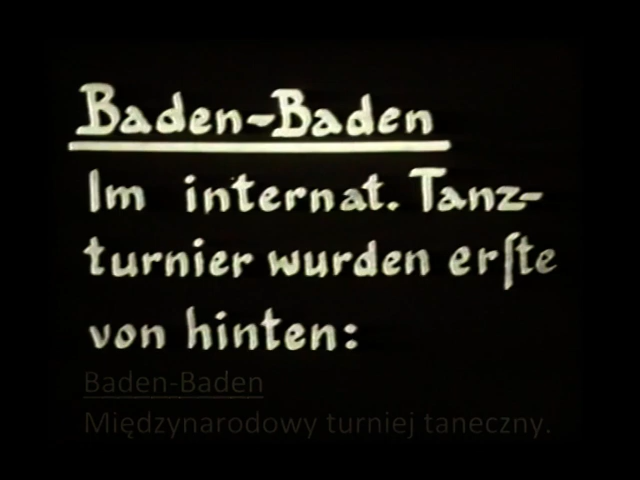 Baden-Baden
Im internat. Tanz-
turnier wurden erſte
von hinten:
Baden-Baden
Międzynarodowy turniej taneczny.